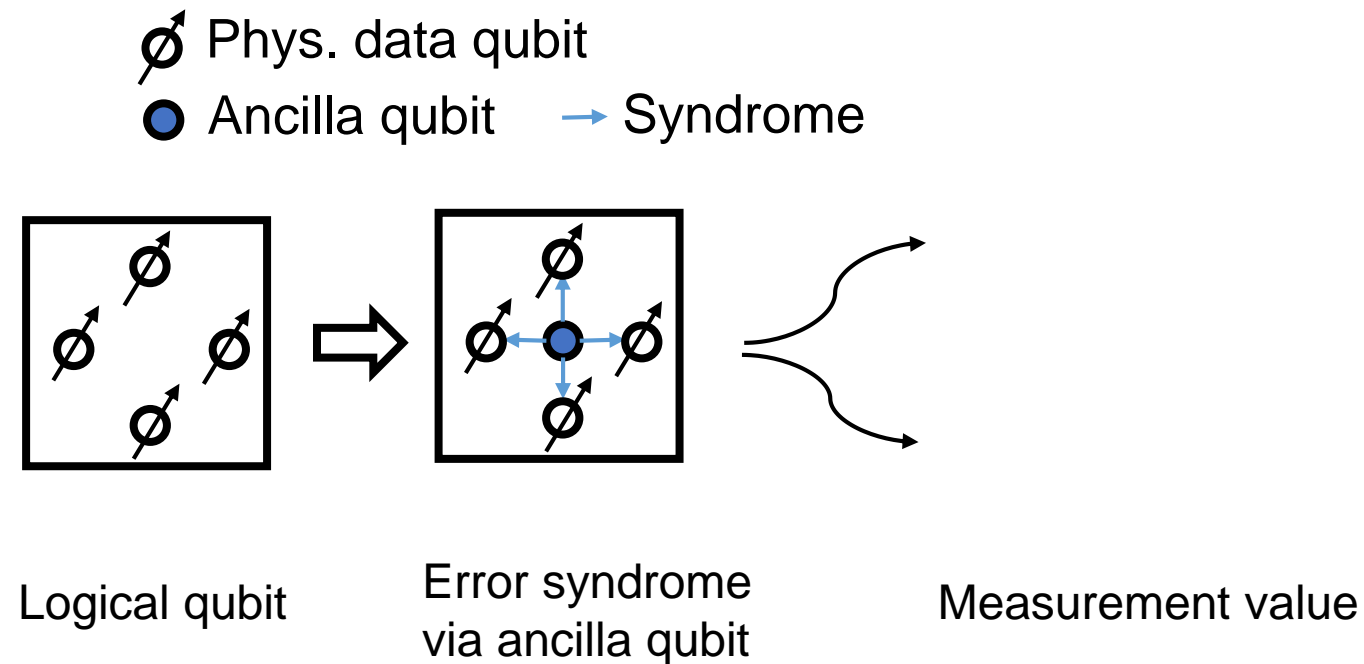 Phys. data qubit
Ancilla qubit
Syndrome
Logical qubit
Error syndrome
via ancilla qubit
Measurement value